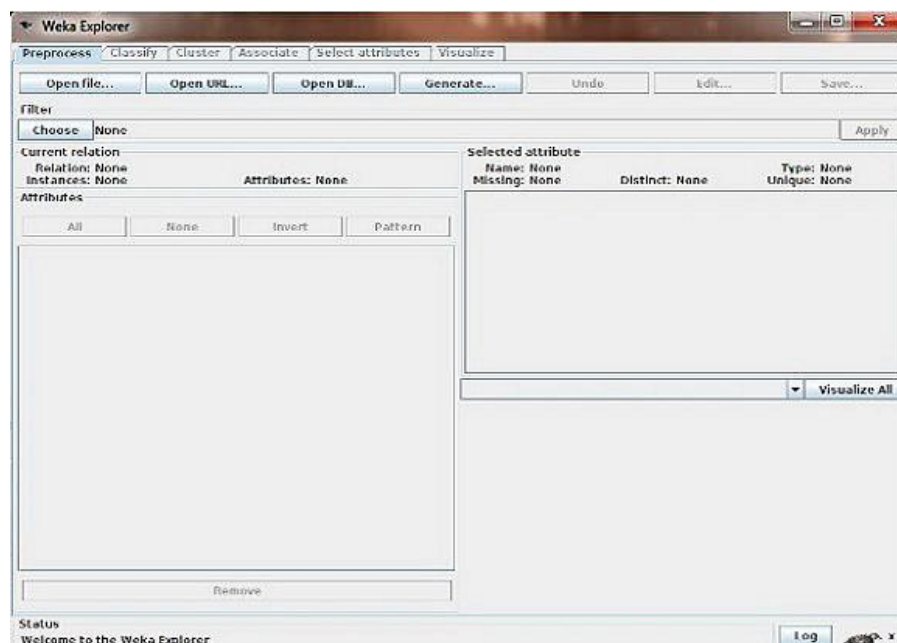 Weka Explorer
Preprocess Classify Cluster Associate Select attributes Visualize
Open file... Open URL... Open DB... Generate... Undo Edit... Save...
Filter
Choose None Apply
Current relation
Relation: None
Instances: None Attributes: None
Selected attribute
Name: None Type: None
Missing: None Distinct: None Unique: None
Attributes
All None Invert Pattern
Visualize All
Remove
Status
Welcome to the Weka Explorer
Log
x